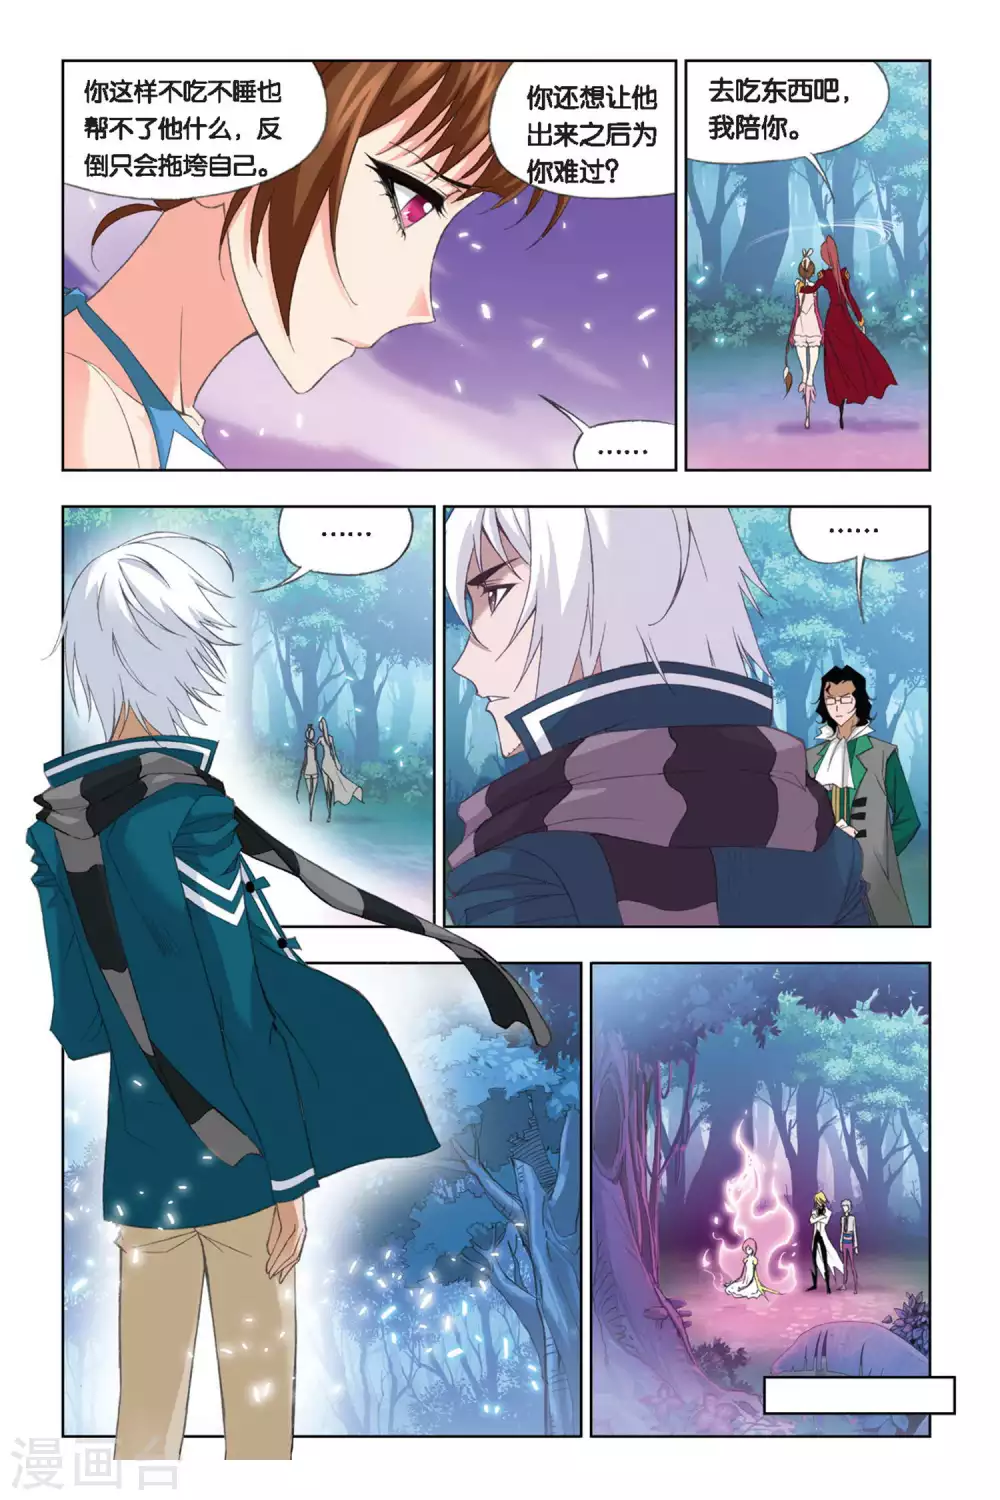 你这样不吃不睡也
帮不了他什么，反
倒只会拖垮自己。
你还想让他
出来之后为
你难过？
……
去吃东西吧，
我陪你。
……
……
漫画台